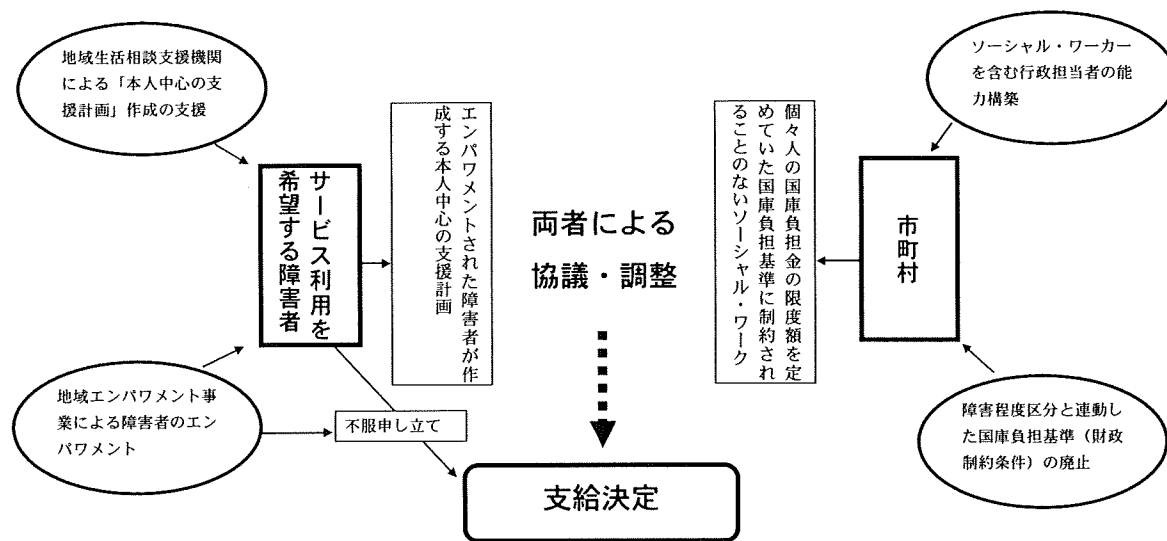 地域生活相談支援機関
による「本人中心の支
援計画」作成の支援
サービス利用を
希望する障害者
地域エンパワメント事
業による障害者のエン
パワメント
エンパワメントされた障害者が作
成する本人中心の支援計画
不服申し立て
両者による
協議・調整
支給決定
個々人の国庫負担金の限度額を定
めていた国庫負担基準に制約され
ることのないソーシャル・ワーク
市町村
ソーシャル・ワーカー
を含む行政担当者の能
力構築
障害程度区分と連動し
た国庫負担基準（財政
制約条件）の廃止